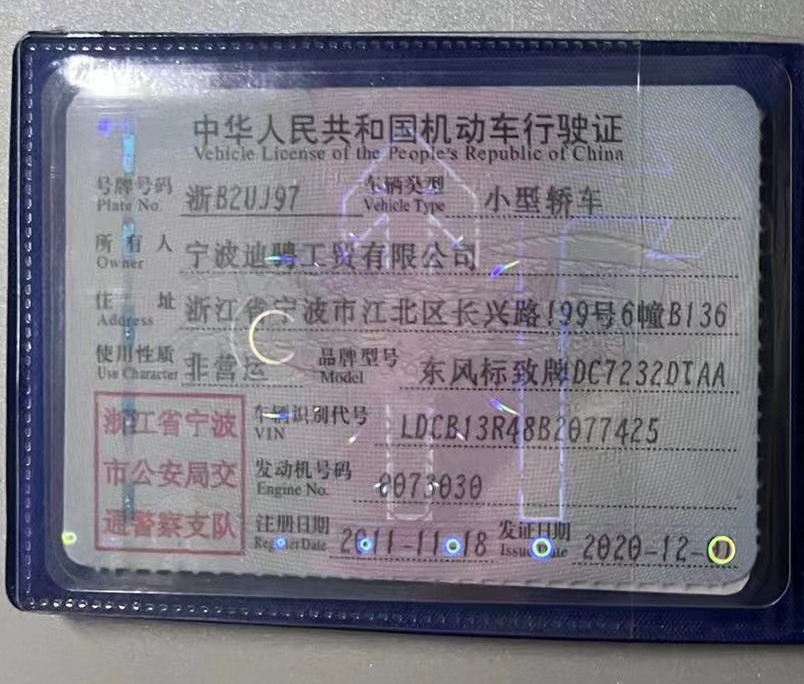 中华人民共和国机动车行驶证
Vehicle License of the People's Republic of China
号牌号码 浙B2UJ97 车辆类型 小型轿车
Plate No. Vehicle Type
所有人 宁波迪骋工贸有限公司
Owner
住址 浙江省宁波市江北区长兴路199号6幢B136
Address
使用性质 非营运 品牌型号 东风标致牌DC7232DTAA
Use Character Model
浙江省宁波
市公安局交
通警察支队
车辆识别代号 LDCB13R48B2077425
VIN
发动机号码 0073030
Engine No.
注册日期 2011-11-18 发证日期 2020-12-
Register Date Issue Date